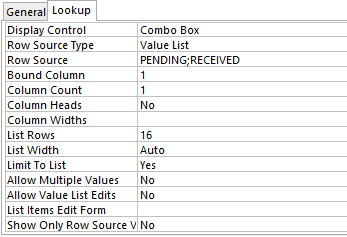 General Lookup
Display Control Combo Box
Row Source Type Value List
Row Source PENDING;RECEIVED
Bound Column 1
Column Count 1
Column Heads No
Column Widths
List Rows 16
List Width Auto
Limit To List Yes
Allow Multiple Values No
Allow Value List Edits No
List Items Edit Form
Show Only Row Source V No